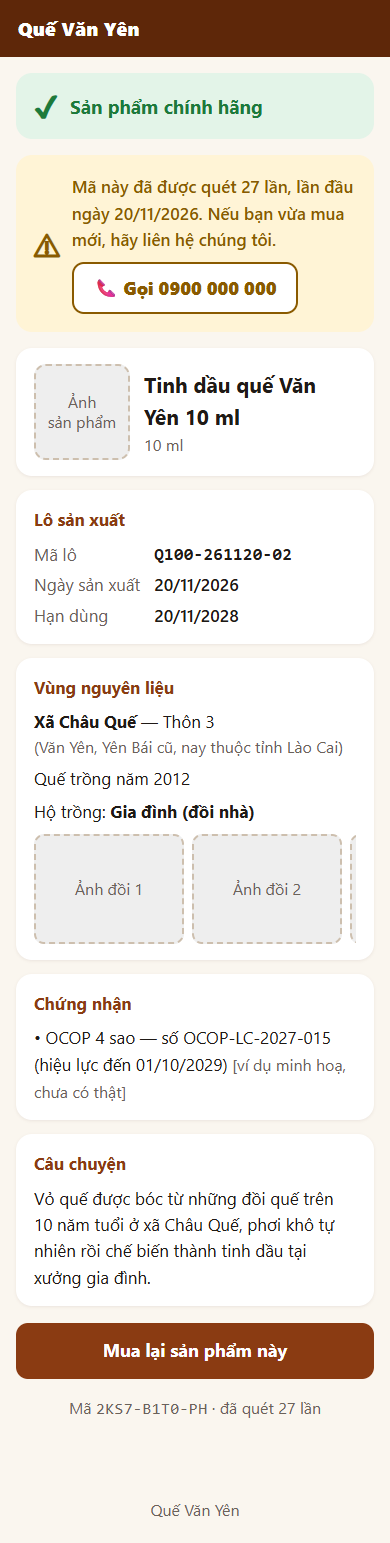 Quế Văn Yên
Sản phẩm chính hãng
Mã này đã được quét 27 lần, lần đầu
ngày 20/11/2026. Nếu bạn vừa mua
mới, hãy liên hệ chúng tôi.
Gọi 0900 000 000
Ảnh
sản phẩm
Tinh dầu quế Văn
Yên 10 ml
10 ml
Lô sản xuất
Mã lô Q100-261120-02
Ngày sản xuất 20/11/2026
Hạn dùng 20/11/2028
Vùng nguyên liệu
Xã Châu Quế — Thôn 3
(Văn Yên, Yên Bái cũ, nay thuộc tỉnh Lào Cai)
Quế trồng năm 2012
Hộ trồng: Gia đình (đồi nhà)
Ảnh đồi 1 Ảnh đồi 2
Chứng nhận
• OCOP 4 sao — số OCOP-LC-2027-015
(hiệu lực đến 01/10/2029) [ví dụ minh hoạ,
chưa có thật]
Câu chuyện
Vỏ quế được bóc từ những đồi quế trên
10 năm tuổi ở xã Châu Quế, phơi khô tự
nhiên rồi chế biến thành tinh dầu tại
xưởng gia đình.
Mua lại sản phẩm này
Mã 2KS7-B1T0-PH · đã quét 27 lần
Quế Văn Yên